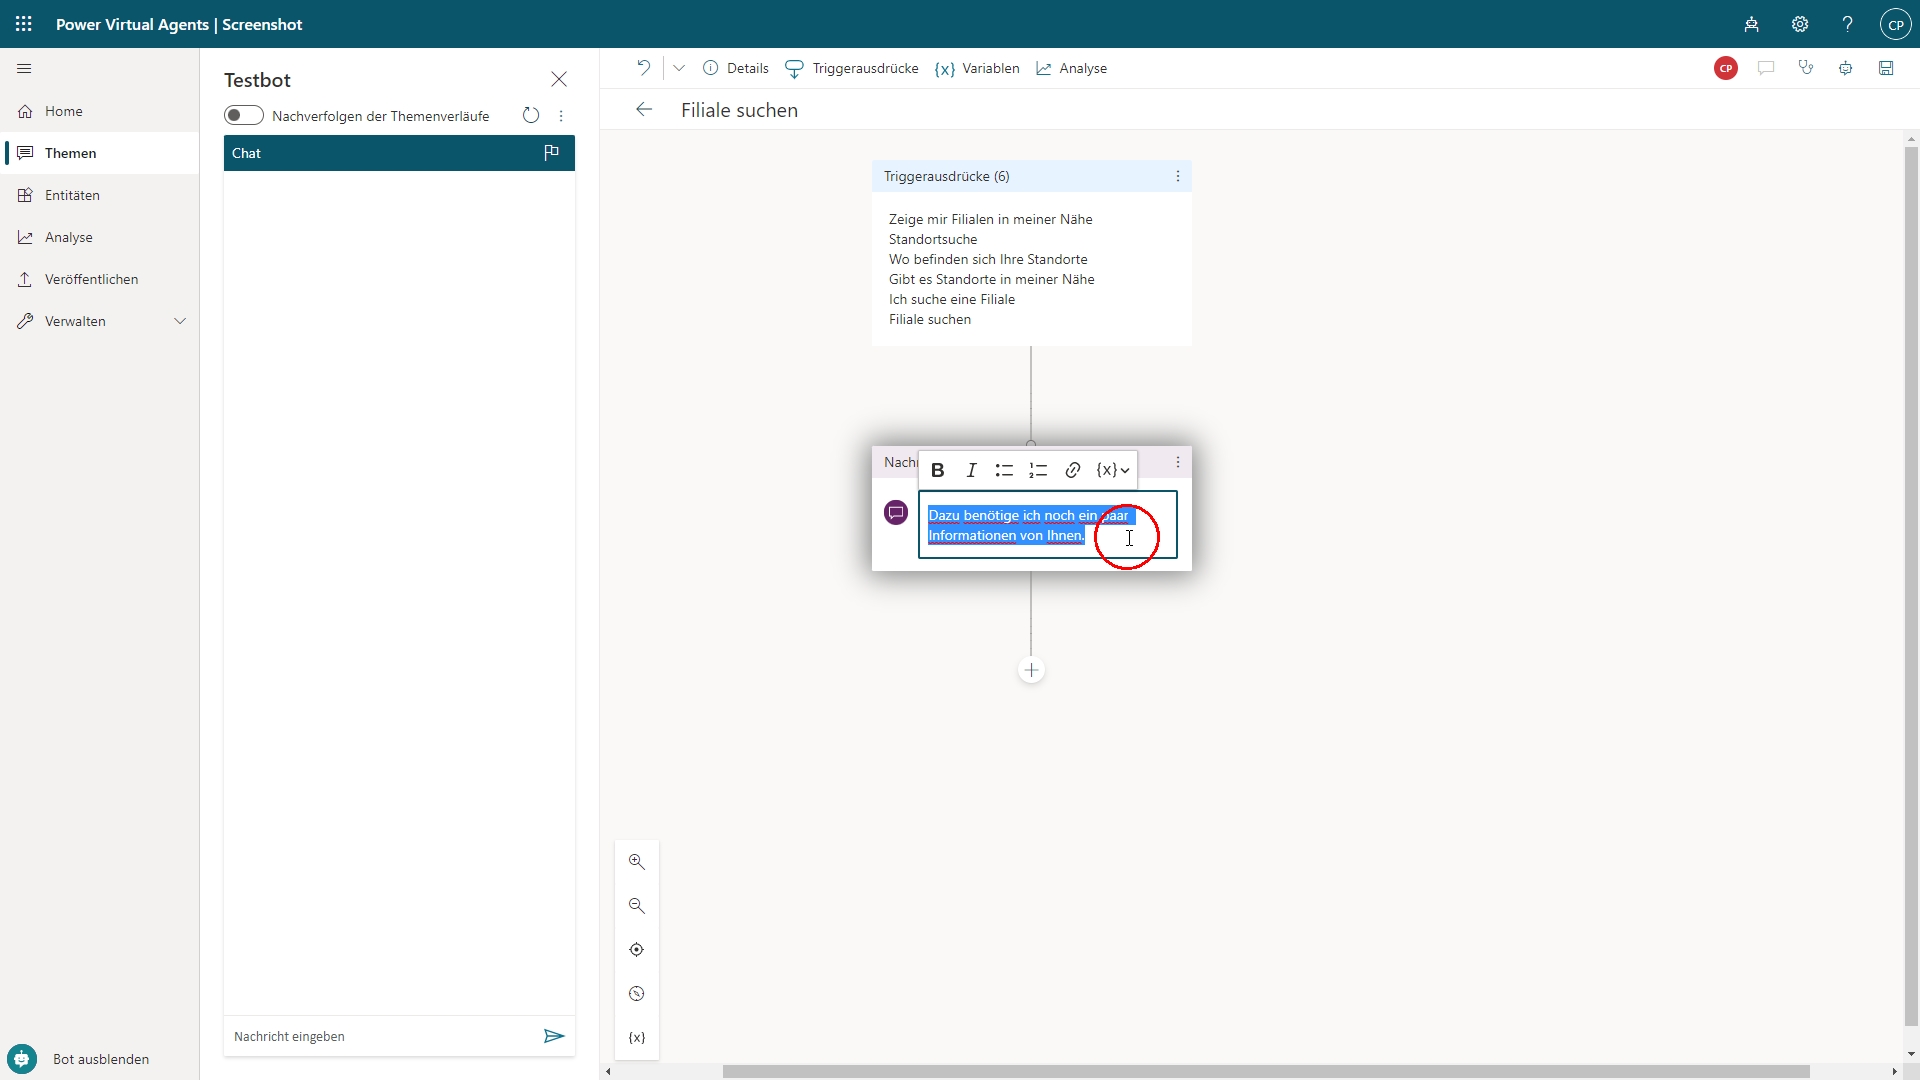 Power Virtual Agents | Screenshot
CP
Home
Themen
Entitäten
Analyse
Veröffentlichen
Verwalten
Bot ausblenden
Testbot
Nachverfolgen der Themenverläufe
Chat
Nachricht eingeben
Details
Triggerausdrücke
{x} Variablen
Analyse
CP
Filiale suchen
Triggerausdrücke (6)
Zeige mir Filialen in meiner Nähe
Standortsuche
Wo befinden sich Ihre Standorte
Gibt es Standorte in meiner Nähe
Ich suche eine Filiale
Filiale suchen
B I {x}
Dazu benötige ich noch ein paar
Informationen von Ihnen.
{x}